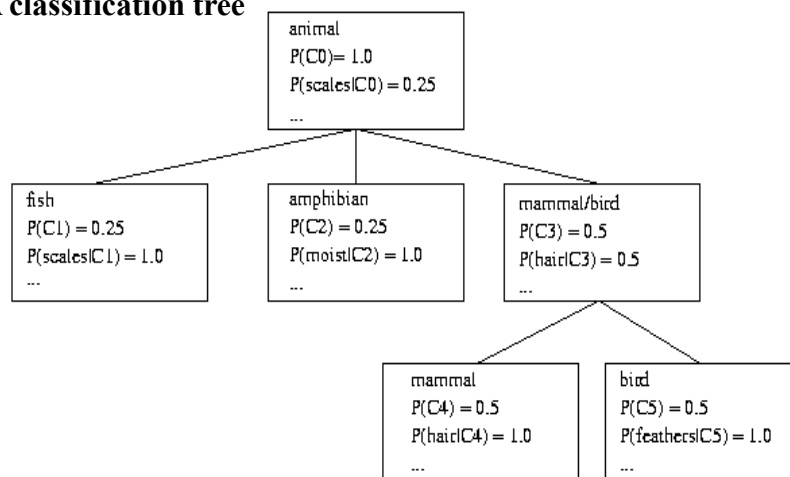 classification tree
animal
P(C0)= 1.0
P(scales|C0) = 0.25
...
fish
P(C1) = 0.25
P(scales|C1) = 1.0
...
amphibian
P(C2) = 0.25
P(moist|C2) = 1.0
...
mammal/bird
P(C3) = 0.5
P(hair|C3) = 0.5
...
mammal
P(C4) = 0.5
P(hair|C4) = 1.0
...
bird
P(C5) = 0.5
P(feathers|C5) = 1.0
...